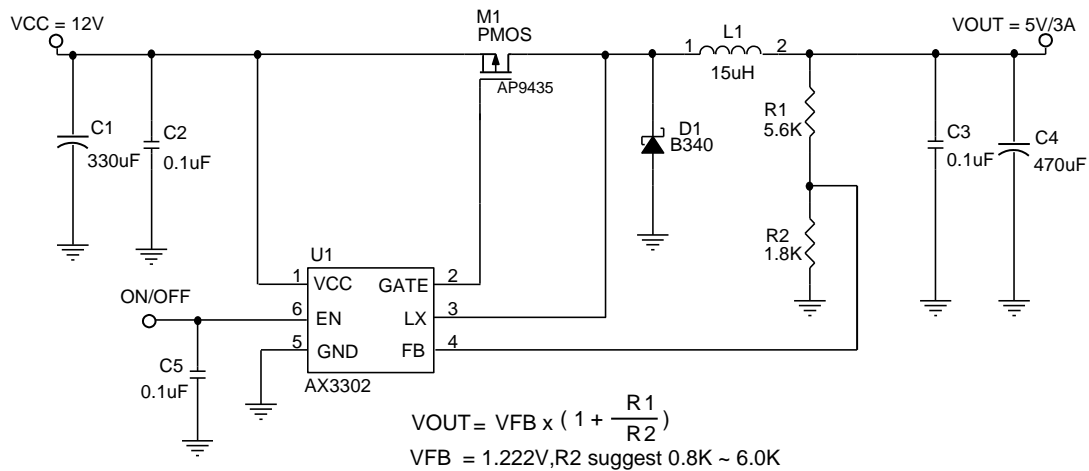 VCC = 12V
M1
PMOS
AP9435
L1
1 2
15uH
VOUT = 5V/3A
C1
330uF
C2
0.1uF
D1
B340
R1
5.6K
C3
0.1uF
C4
470uF
R2
1.8K
U1
1 VCC GATE 2
ON/OFF
6 EN LX 3
5 GND FB 4
C5
0.1uF
AX3302
VOUT = VFB x ( 1 + R1 / R2 )
VFB = 1.222V,R2 suggest 0.8K ~ 6.0K